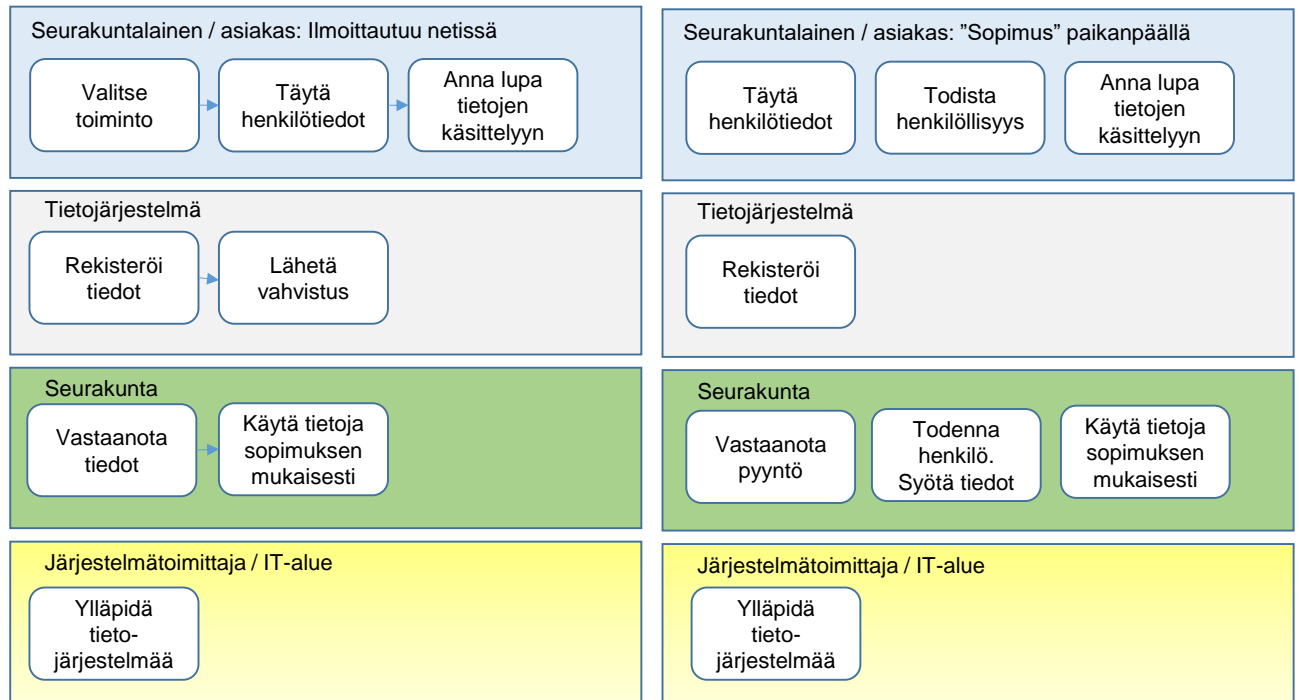 Seurakuntalainen / asiakas: Ilmoittautuu netissä
Valitse
toiminto
Täytä
henkilötiedot
Anna lupa
tietojen
käsittelyyn
Tietojärjestelmä
Rekisteröi
tiedot
Lähetä
vahvistus
Seurakunta
Vastaanota
tiedot
Käytä tietoja
sopimuksen
mukaisesti
Järjestelmätoimittaja / IT-alue
Ylläpidä
tieto-
järjestelmää
Seurakuntalainen / asiakas: ”Sopimus” paikanpäällä
Täytä
henkilötiedot
Todista
henkilöllisyys
Anna lupa
tietojen
käsittelyyn
Tietojärjestelmä
Rekisteröi
tiedot
Seurakunta
Vastaanota
pyyntö
Todenna
henkilö.
Syötä tiedot
Käytä tietoja
sopimuksen
mukaisesti
Järjestelmätoimittaja / IT-alue
Ylläpidä
tieto-
järjestelmää